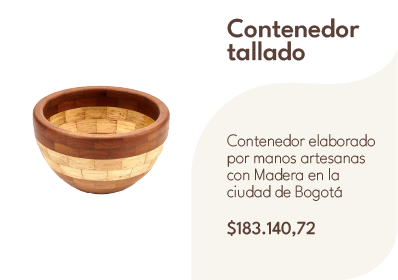 Contenedor
tallado
Contenedor elaborado
por manos artesanas
con Madera en la
ciudad de Bogotá
$183.140,72